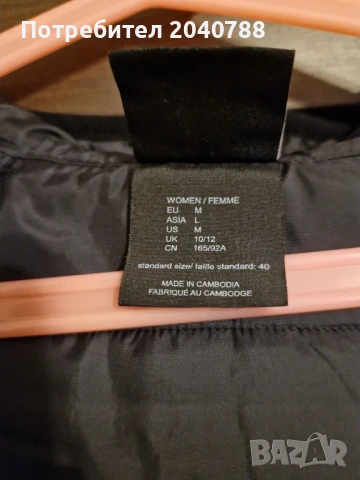 Потребител 2040788
WOMEN / FEMME
EU M
ASIA L
US M
UK 10/12
CN 165/92A
standard size/ taille standard: 40
MADE IN CAMBODIA
FABRIQUÉ AU CAMBODGE
BAZAR